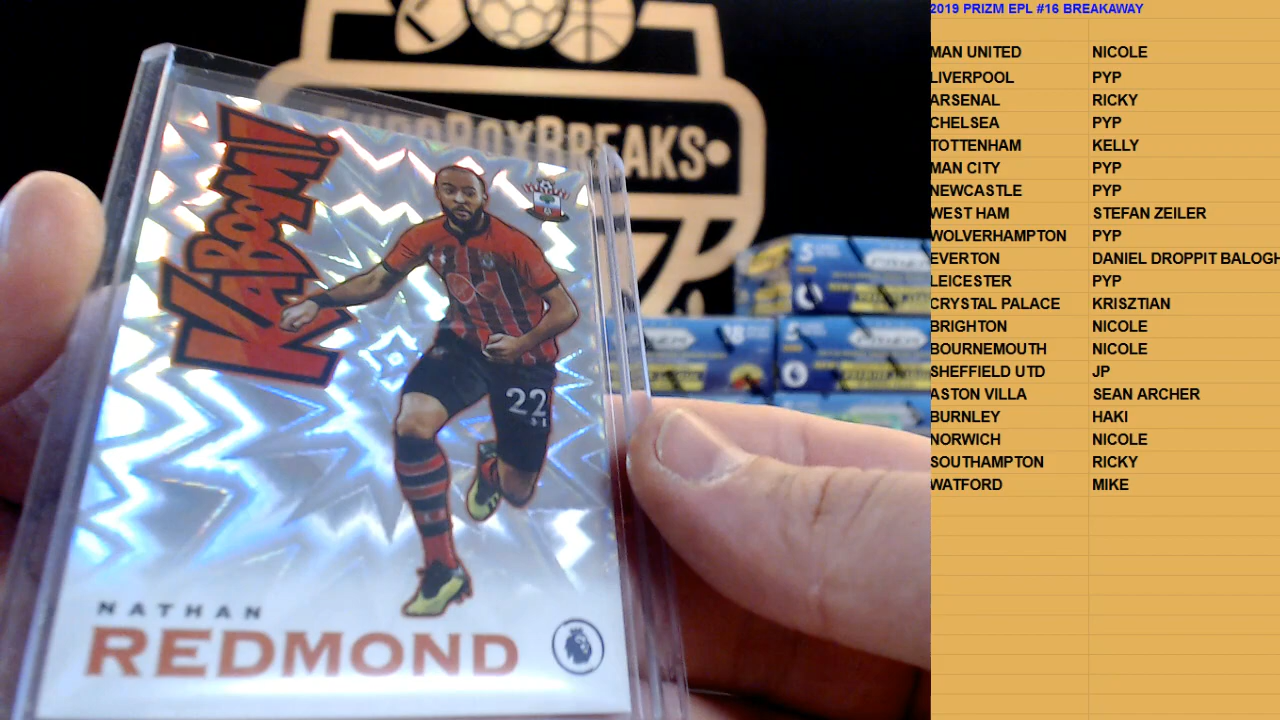 KABOOM!
EUROBOXBREAKS
22
NATHAN
REDMOND
2019 PRIZM EPL #16 BREAKAWAY
MAN UNITED NICOLE
LIVERPOOL PYP
ARSENAL RICKY
CHELSEA PYP
TOTTENHAM KELLY
MAN CITY PYP
NEWCASTLE PYP
WEST HAM STEFAN ZEILER
WOLVERHAMPTON PYP
EVERTON DANIEL DROPPIT BALOGH
LEICESTER PYP
CRYSTAL PALACE KRISZTIAN
BRIGHTON NICOLE
BOURNEMOUTH NICOLE
SHEFFIELD UTD JP
ASTON VILLA SEAN ARCHER
BURNLEY HAKI
NORWICH NICOLE
SOUTHAMPTON RICKY
WATFORD MIKE